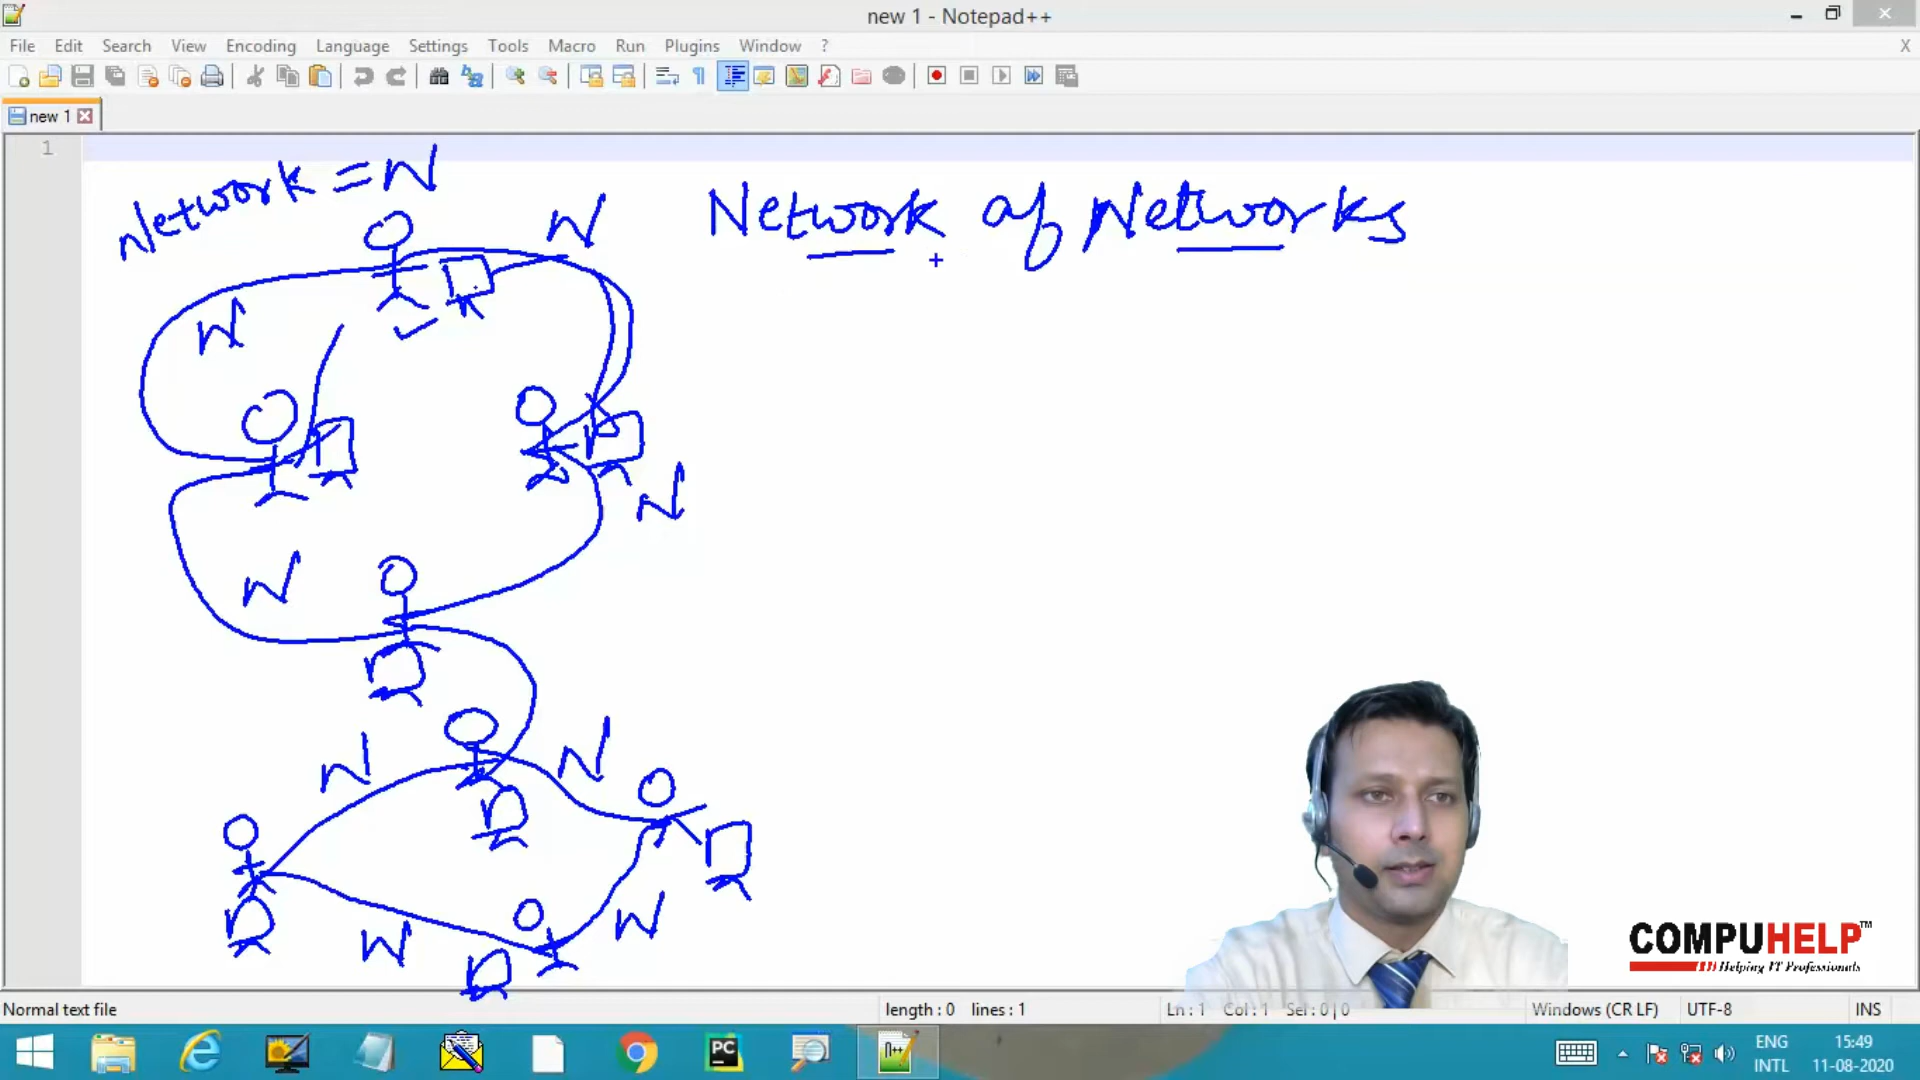 new 1 - Notepad++
File Edit Search View Encoding Language Settings Tools Macro Run Plugins Window ? X
new 1
1
Network = N
Network of Networks
N
N
N
N
N
N
N
N
COMPUHELP™
Helping IT Professionals
Normal text file length : 0 lines : 1 Ln : 1 Col : 1 Sel : 0 | 0 Windows (CR LF) UTF-8 INS
PC
n++
ENG
INTL
15:49
11-08-2020